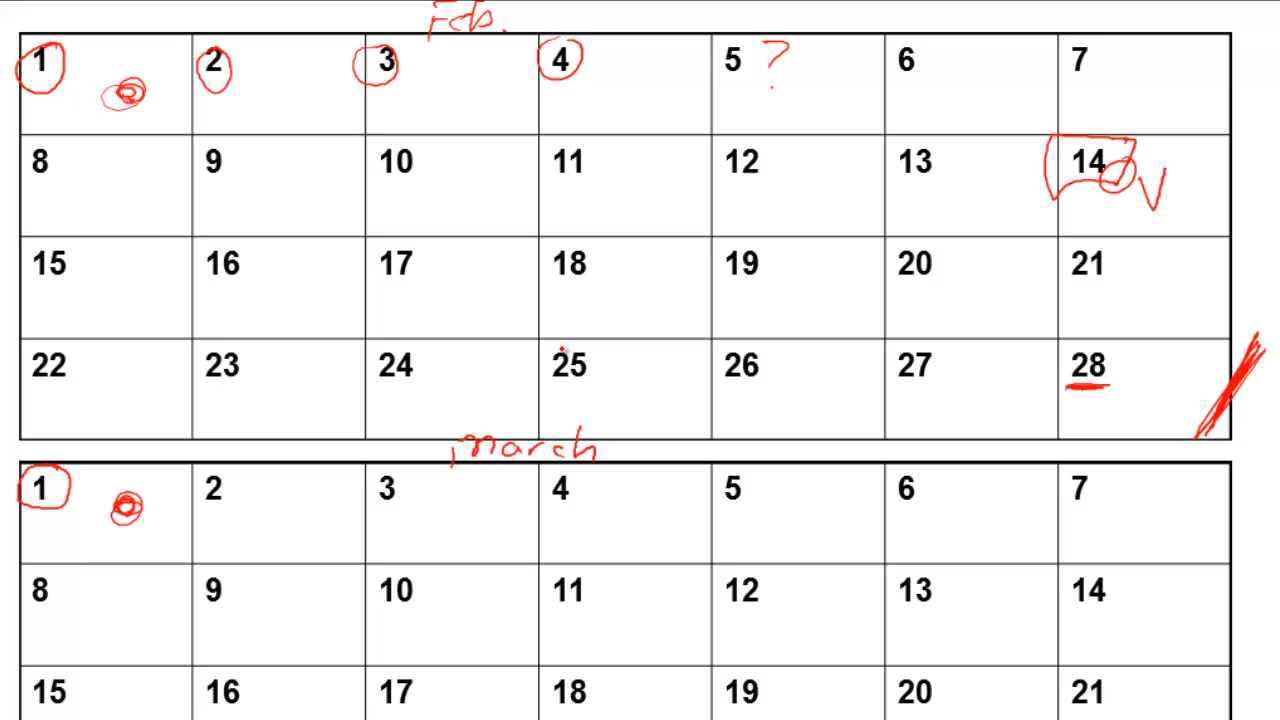 Feb.
1 2 3 4 5 ? 6 7
8 9 10 11 12 13 14 V
15 16 17 18 19 20 21
22 23 24 25 26 27 28
March
1 2 3 4 5 6 7
8 9 10 11 12 13 14
15 16 17 18 19 20 21